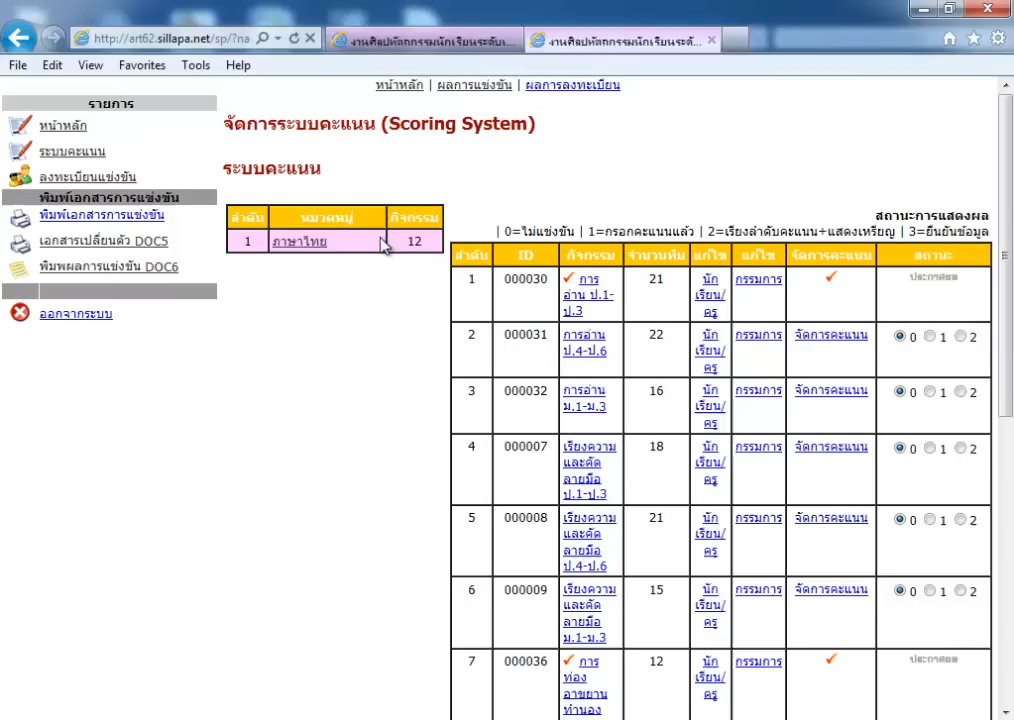 http://art62.sillapa.net/sp/?na
งานศิลปหัตถกรรมนักเรียนระดับ...
งานศิลปหัตถกรรมนักเรียนระดั...
File Edit View Favorites Tools Help
หน้าหลัก | ผลการแข่งขัน | ผลการลงทะเบียน
รายการ
หน้าหลัก
ระบบคะแนน
ลงทะเบียนแข่งขัน
พิมพ์เอกสารการแข่งขัน
พิมพ์เอกสารการแข่งขัน
เอกสารเปลี่ยนตัว DOC5
พิมพผลการแข่งขัน DOC6
ออกจากระบบ
จัดการระบบคะแนน (Scoring System)
ระบบคะแนน
ลำดับ หมวดหมู่ กิจกรรม
1 ภาษาไทย 12
สถานะการแสดงผล
| 0=ไม่แข่งขัน | 1=กรอกคะแนนแล้ว | 2=เรียงลำดับคะแนน+แสดงเหรียญ | 3=ยืนยันข้อมูล
ลำดับ ID กิจกรรม จำนวนทีม แก้ไข แก้ไข จัดการคะแนน สถานะ
1 000030 การ 21 นัก กรรมการ ประกาศผล
อ่าน ป.1- เรียน/
ป.3 ครู
2 000031 การอ่าน 22 นัก กรรมการ จัดการคะแนน 0 1 2
ป.4-ป.6 เรียน/
ครู
3 000032 การอ่าน 16 นัก กรรมการ จัดการคะแนน 0 1 2
ม.1-ม.3 เรียน/
ครู
4 000007 เรียงความ 18 นัก กรรมการ จัดการคะแนน 0 1 2
และคัด เรียน/
ลายมือ ครู
ป.1-ป.3
5 000008 เรียงความ 21 นัก กรรมการ จัดการคะแนน 0 1 2
และคัด เรียน/
ลายมือ ครู
ป.4-ป.6
6 000009 เรียงความ 15 นัก กรรมการ จัดการคะแนน 0 1 2
และคัด เรียน/
ลายมือ ครู
ม.1-ม.3
7 000036 การ 12 นัก กรรมการ ประกาศผล
ท่อง เรียน/
อาขยาน ครู
ทำนอง